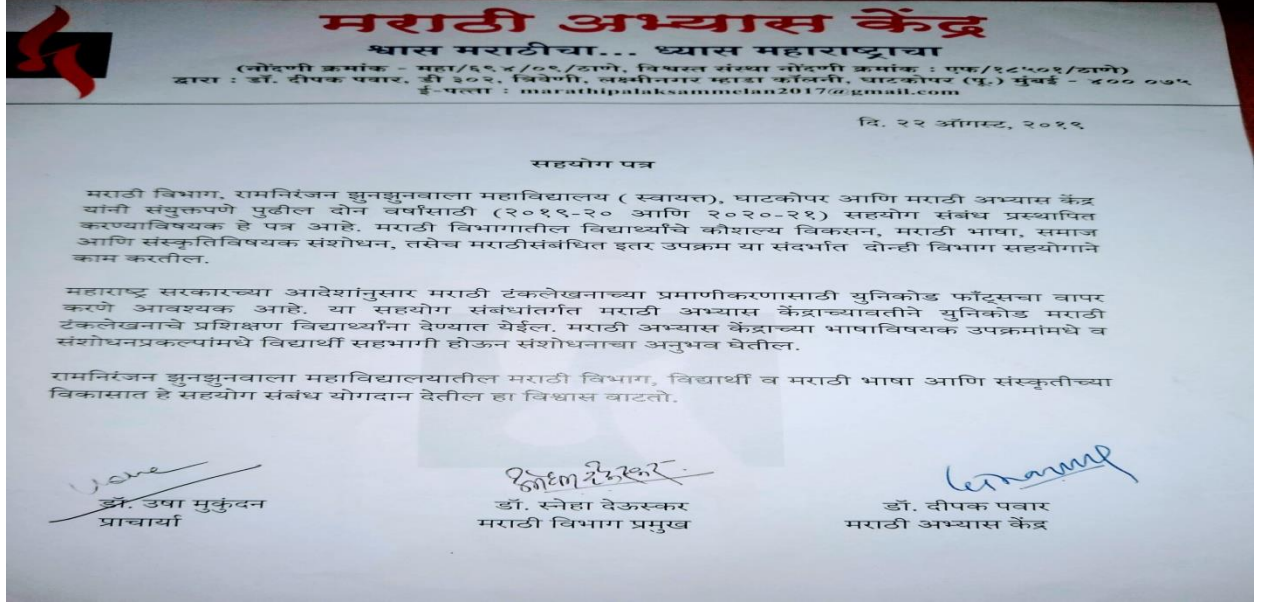 मराठी अभ्यास केंद्र
श्वास मराठीचा... ध्यास महाराष्ट्राचा
(नोंदणी क्रमांक - महा/६९४/०९/ठाणे, विश्वस्त संस्था नोंदणी क्रमांक : एफ/१८५०१/ठाणे)
द्वारा : डॉ. दीपक पवार, डी ३०२, त्रिवेणी, लक्ष्मीनगर म्हाडा कॉलनी, घाटकोपर (पू.) मुंबई - ४०० ०७५
ई-पत्ता : marathipalaksammelan2017@gmail.com
दि. २२ ऑगस्ट, २०१९
सहयोग पत्र
मराठी विभाग, रामनिरंजन झुनझुनवाला महाविद्यालय ( स्वायत्त), घाटकोपर आणि मराठी अभ्यास केंद्र
यांनी संयुक्तपणे पुढील दोन वर्षांसाठी (२०१९-२० आणि २०२०-२१) सहयोग संबंध प्रस्थापित
करण्याविषयक हे पत्र आहे. मराठी विभागातील विद्यार्थ्यांचे कौशल्य विकसन, मराठी भाषा, समाज
आणि संस्कृतिविषयक संशोधन, तसेच मराठीसंबंधित इतर उपक्रम या संदर्भात दोन्ही विभाग सहयोगाने
काम करतील.
महाराष्ट्र सरकारच्या आदेशांनुसार मराठी टंकलेखनाच्या प्रमाणीकरणासाठी युनिकोड फाँट्सचा वापर
करणे आवश्यक आहे. या सहयोग संबंधांतर्गत मराठी अभ्यास केंद्राच्यावतीने युनिकोड मराठी
टंकलेखनाचे प्रशिक्षण विद्यार्थ्यांना देण्यात येईल. मराठी अभ्यास केंद्राच्या भाषाविषयक उपक्रमांमधे व
संशोधनप्रकल्पांमधे विद्यार्थी सहभागी होऊन संशोधनाचा अनुभव घेतील.
रामनिरंजन झुनझुनवाला महाविद्यालयातील मराठी विभाग, विद्यार्थी व मराठी भाषा आणि संस्कृतीच्या
विकासात हे सहयोग संबंध योगदान देतील हा विश्वास वाटतो.
डॉ. उषा मुकुंदन डॉ. स्नेहा देऊस्कर डॉ. दीपक पवार
प्राचार्या मराठी विभाग प्रमुख मराठी अभ्यास केंद्र